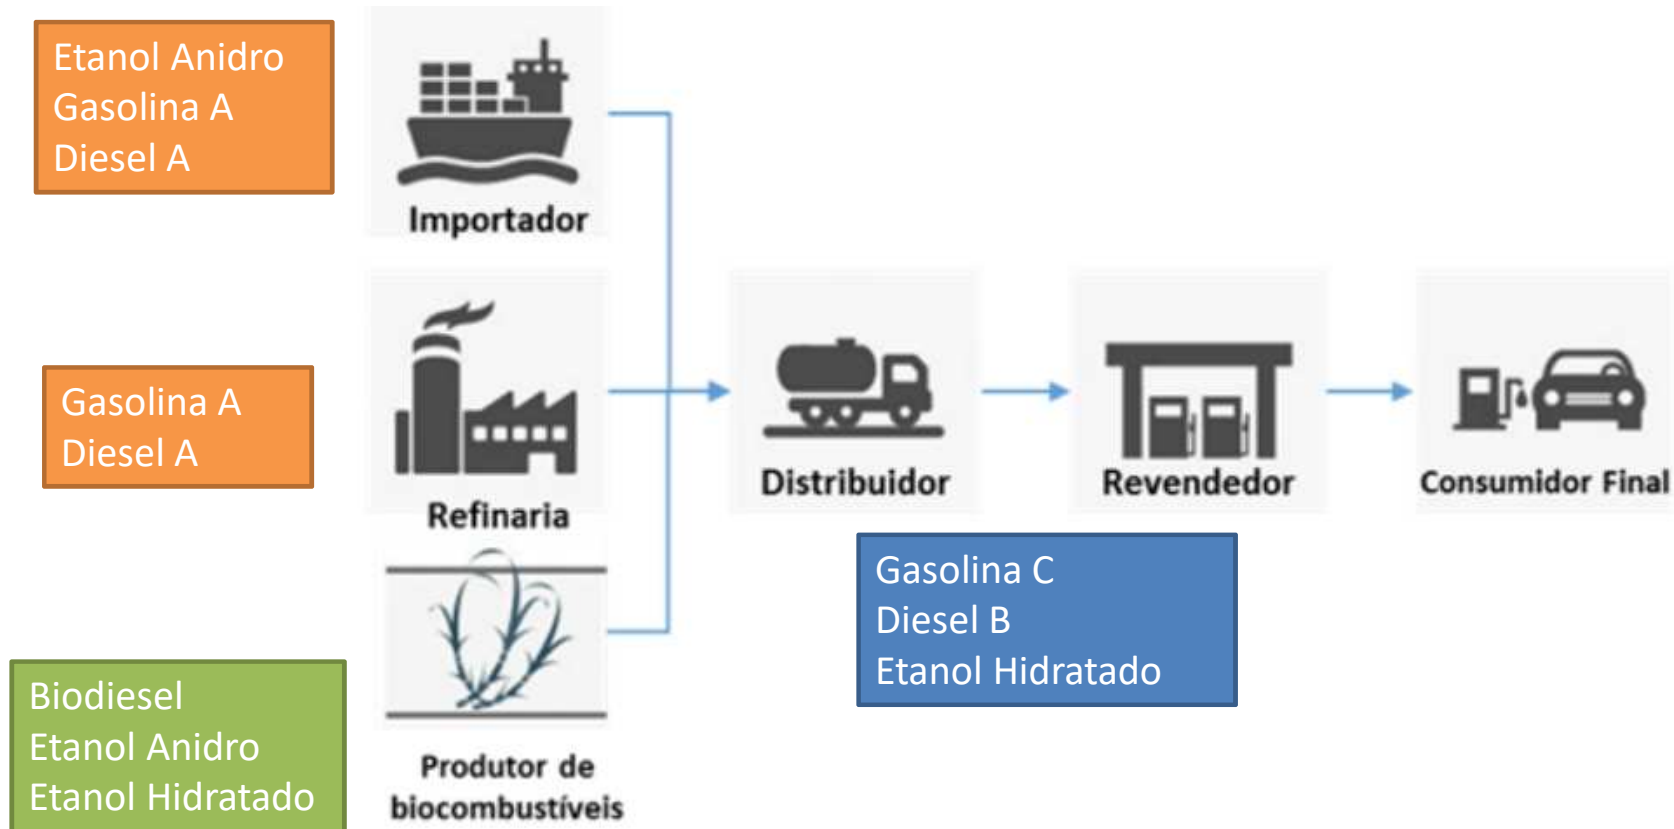 Etanol Anidro
Gasolina A
Diesel A
Importador
Gasolina A
Diesel A
Refinaria
Distribuidor
Revendedor
Consumidor Final
Gasolina C
Diesel B
Etanol Hidratado
Biodiesel
Etanol Anidro
Etanol Hidratado
Produtor de
biocombustíveis